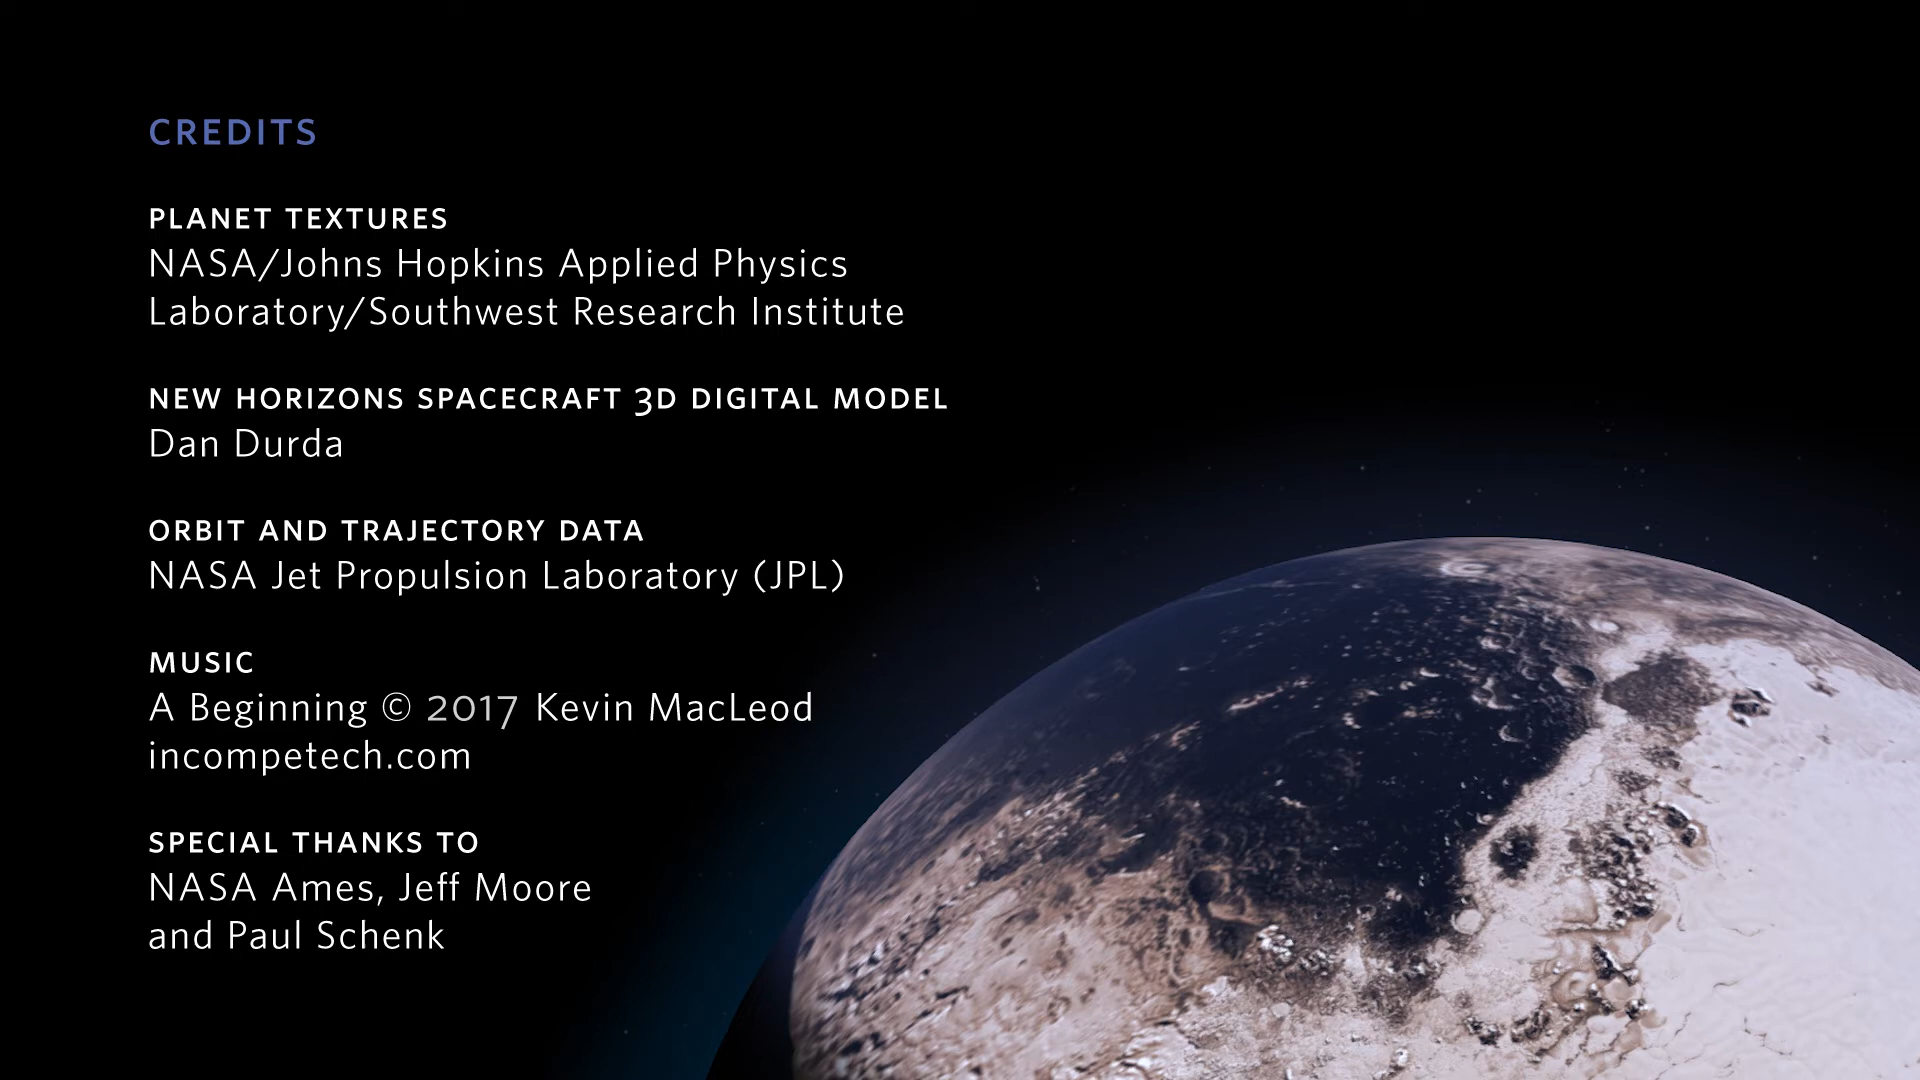 CREDITS
PLANET TEXTURES
NASA/Johns Hopkins Applied Physics
Laboratory/Southwest Research Institute
NEW HORIZONS SPACECRAFT 3D DIGITAL MODEL
Dan Durda
ORBIT AND TRAJECTORY DATA
NASA Jet Propulsion Laboratory (JPL)
MUSIC
A Beginning © 2017 Kevin MacLeod
incompetech.com
SPECIAL THANKS TO
NASA Ames, Jeff Moore
and Paul Schenk